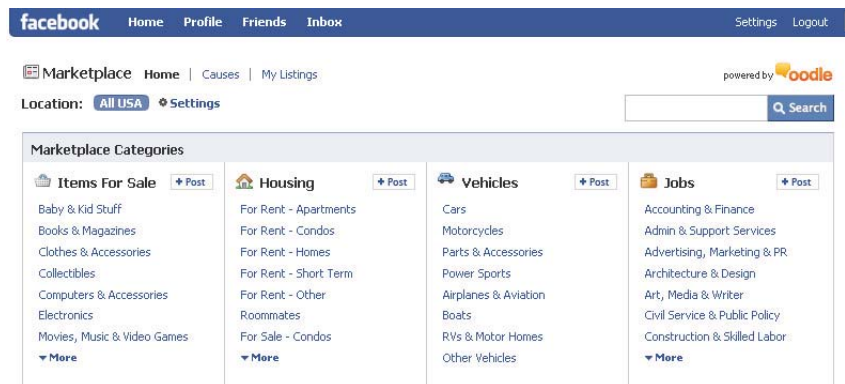 facebook Home Profile Friends Inbox Settings Logout
Marketplace Home | Causes | My Listings
powered by oodle
Location: All USA Settings
Search
Marketplace Categories
Items For Sale + Post
Baby & Kid Stuff
Books & Magazines
Clothes & Accessories
Collectibles
Computers & Accessories
Electronics
Movies, Music & Video Games
More
Housing + Post
For Rent - Apartments
For Rent - Condos
For Rent - Homes
For Rent - Short Term
For Rent - Other
Roommates
For Sale - Condos
More
Vehicles + Post
Cars
Motorcycles
Parts & Accessories
Power Sports
Airplanes & Aviation
Boats
RVs & Motor Homes
Other Vehicles
Jobs + Post
Accounting & Finance
Admin & Support Services
Advertising, Marketing & PR
Architecture & Design
Art, Media & Writer
Civil Service & Public Policy
Construction & Skilled Labor
More